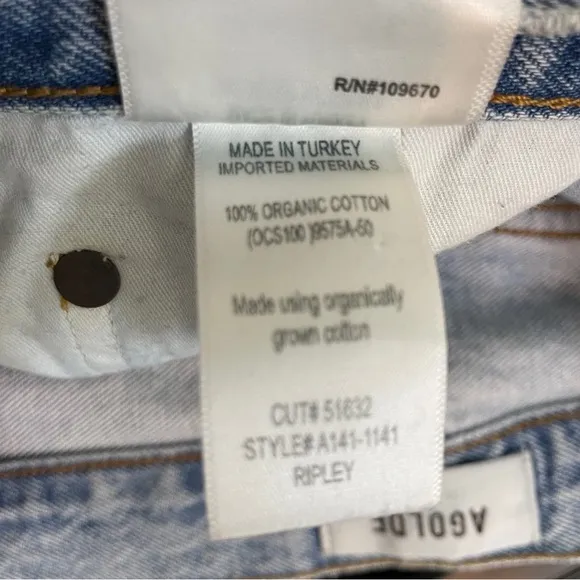 R/N#109670
MADE IN TURKEY
IMPORTED MATERIALS
100% ORGANIC COTTON
(OCS100 )9575A-50
Made using organically
grown cotton
CUT# 51632
STYLE# A141-1141
RIPLEY
AGOLDE